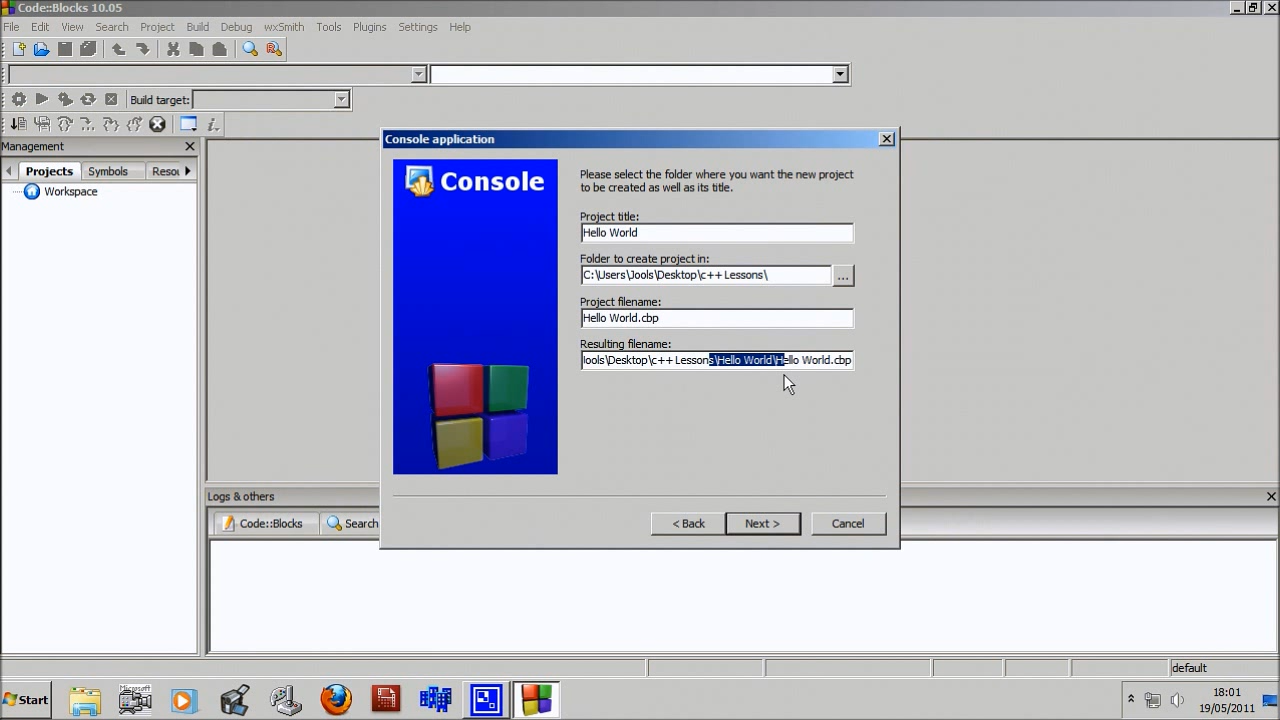 Code::Blocks 10.05
File Edit View Search Project Build Debug wxSmith Tools Plugins Settings Help
Build target:
Management
Projects Symbols Resou
Workspace
Console application
Console
Please select the folder where you want the new project
to be created as well as its title.
Project title:
Hello World
Folder to create project in:
C:\Users\Jools\Desktop\c++ Lessons\
...
Project filename:
Hello World.cbp
Resulting filename:
Jools\Desktop\c++ Lessons\Hello World\Hello World.cbp
< Back Next > Cancel
Logs & others
Code::Blocks Search
default
Start
18:01
19/05/2011